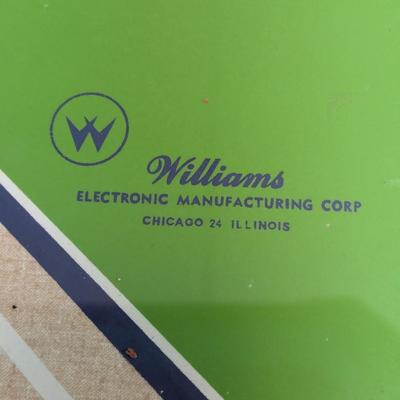 W
Williams
ELECTRONIC MANUFACTURING CORP
CHICAGO 24 ILLINOIS